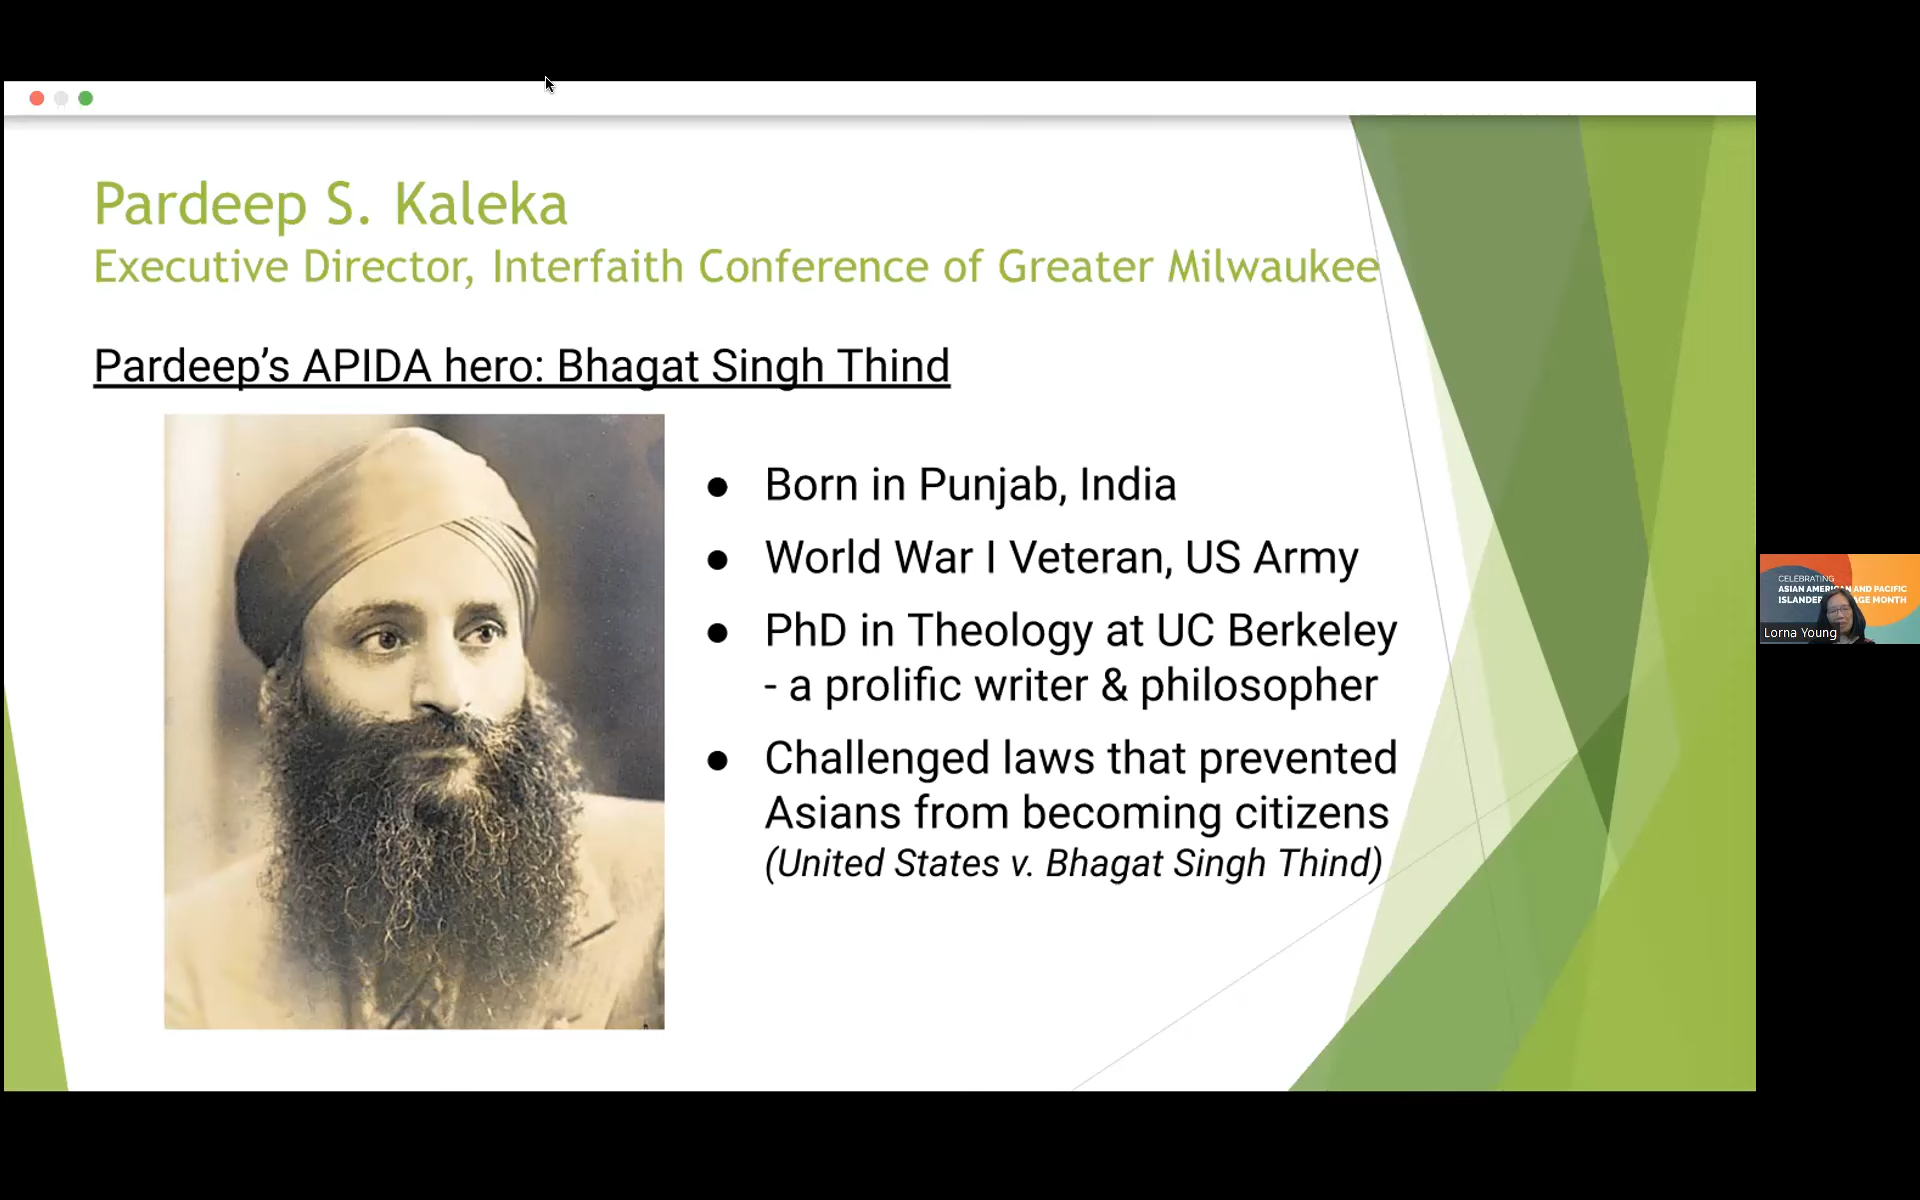 Pardeep S. Kaleka
Executive Director, Interfaith Conference of Greater Milwaukee
Pardeep's APIDA hero: Bhagat Singh Thind
● Born in Punjab, India
● World War I Veteran, US Army
● PhD in Theology at UC Berkeley
- a prolific writer & philosopher
● Challenged laws that prevented
Asians from becoming citizens
(United States v. Bhagat Singh Thind)
CELEBRATING
ASIAN AMERICAN AND PACIFIC
ISLANDER MONTH
Lorna Young